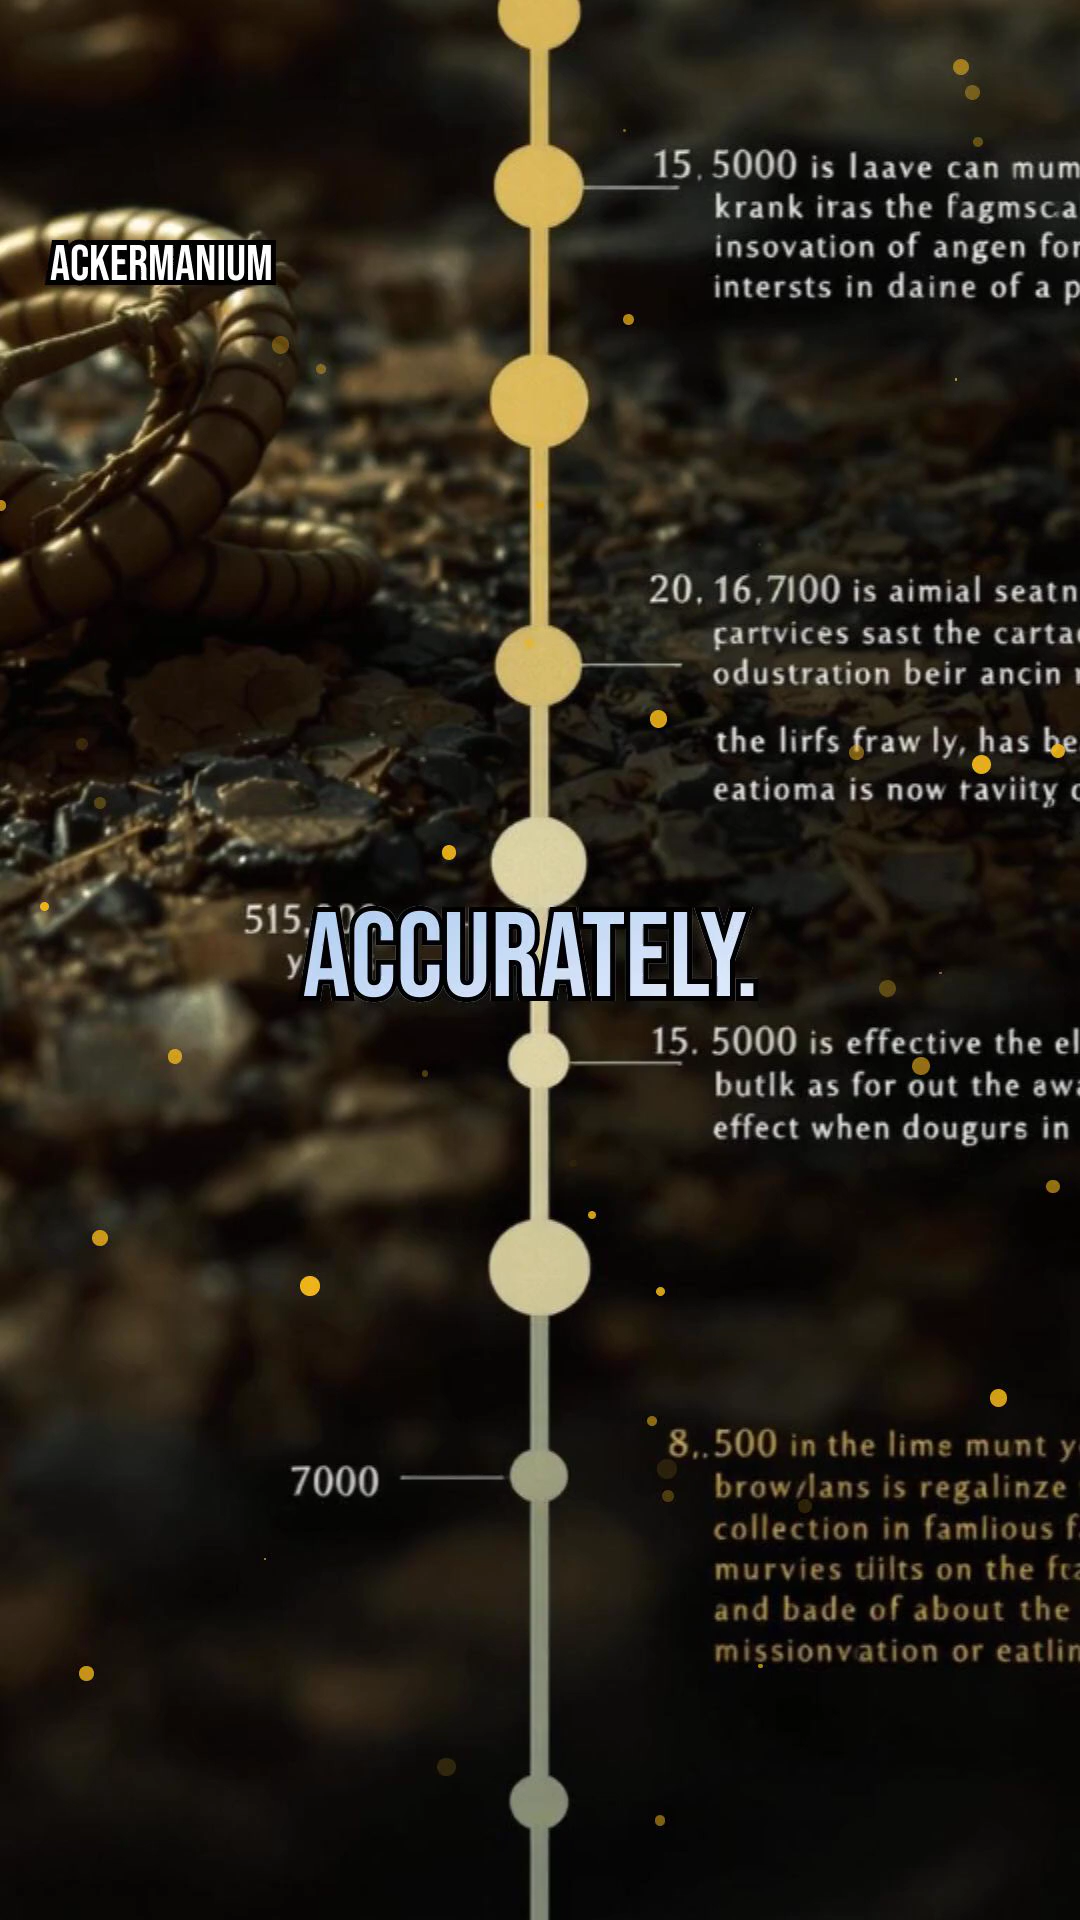 15. 5000 is laave can mum
krank iras the fagmsca
insovation of angen for
intersts in daine of a p
ACKERMANIUM
20. 16,7100 is aimial seatn
partvices sast the carta
odustration beir ancin
the lirfs fraw ly, has be
eatioma is now raviity
515,
y
ACCURATELY.
15. 5000 is effective the el
butlk as for out the awa
effect when dougurs in
7000
8,.500 in the lime munt y
brow/lans is regalinze
collection in famlious f
murvies tiilts on the
and bade of about the
missionvation or eatlin